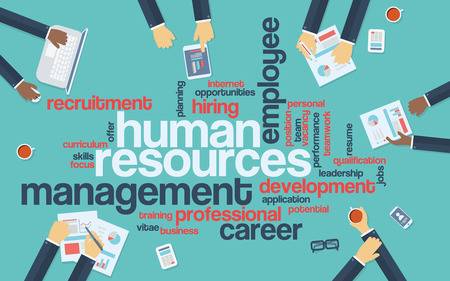 employee
internet
opportunities
planning
personal
recruitment
hiring
position
team
vacancy
performance
teamwork
offer
human
resume
curriculum
skills
focus
resources
qualification
leadership
jobs
management
development
application
potential
training
professional
vitae
business
career